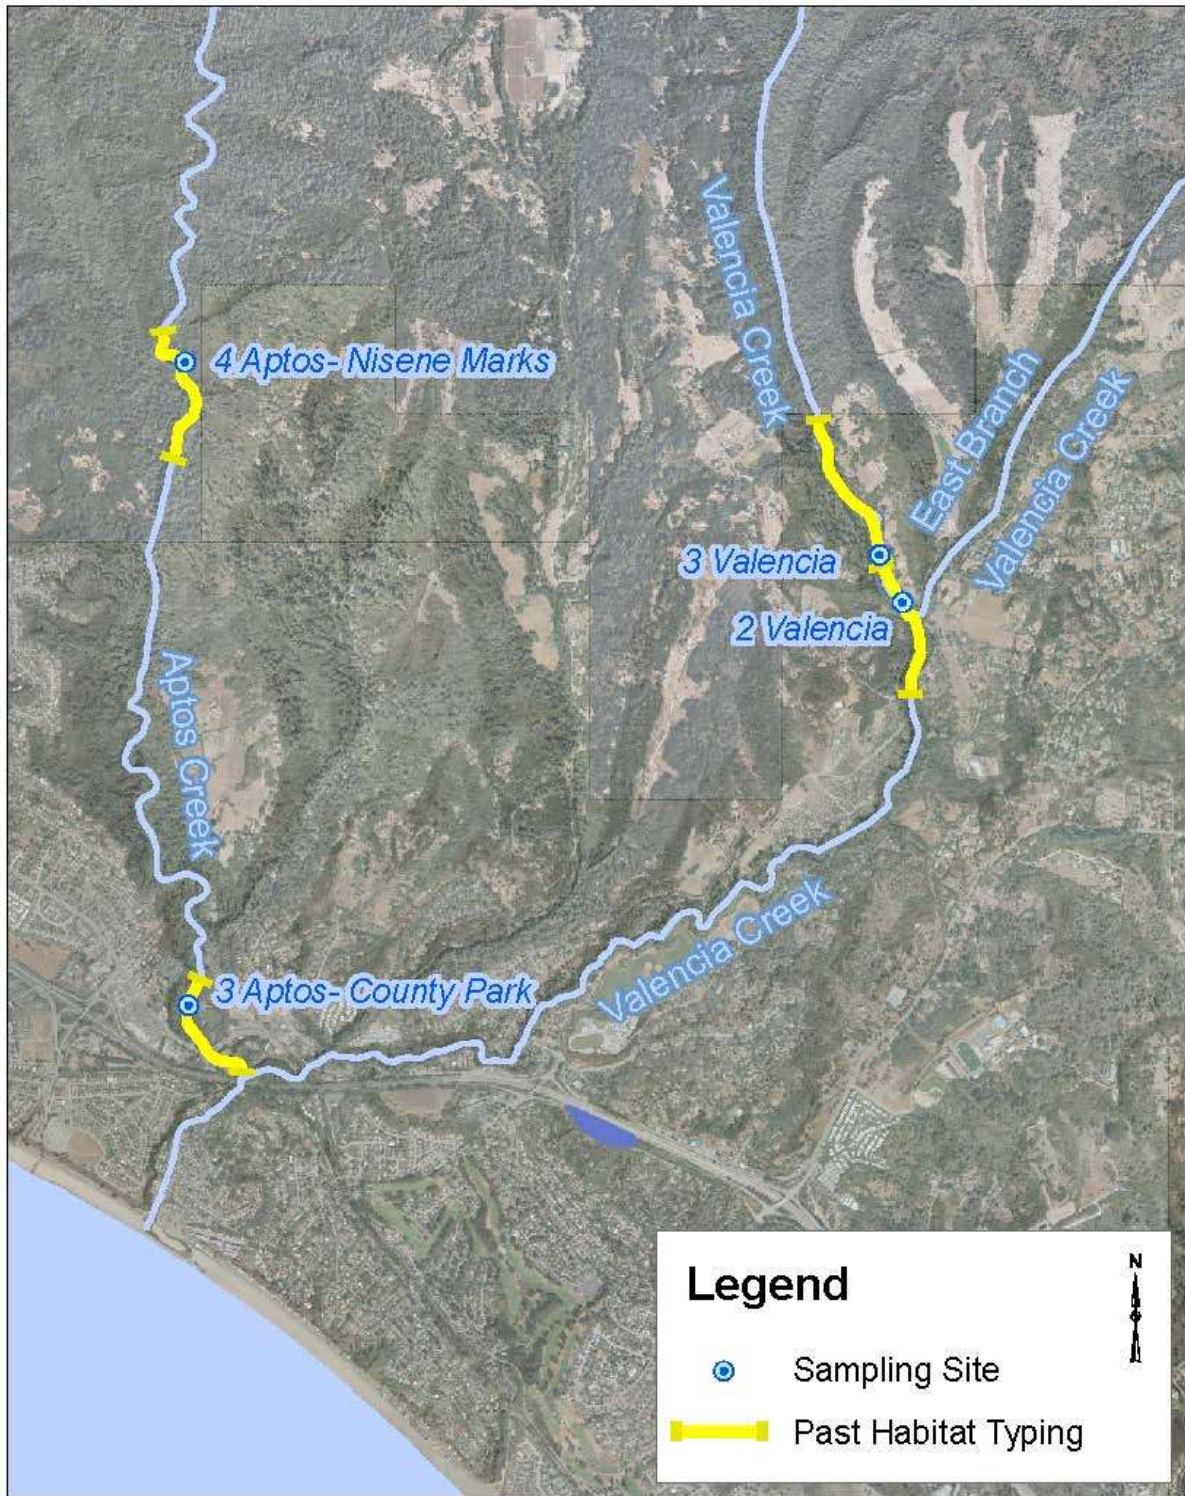 Valencia Creek
4 Aptos- Nisene Marks
East Branch
Valencia Creek
3 Valencia
2 Valencia
Aptos Creek
Valencia Creek
3 Aptos- County Park
Legend
N
Sampling Site
Past Habitat Typing